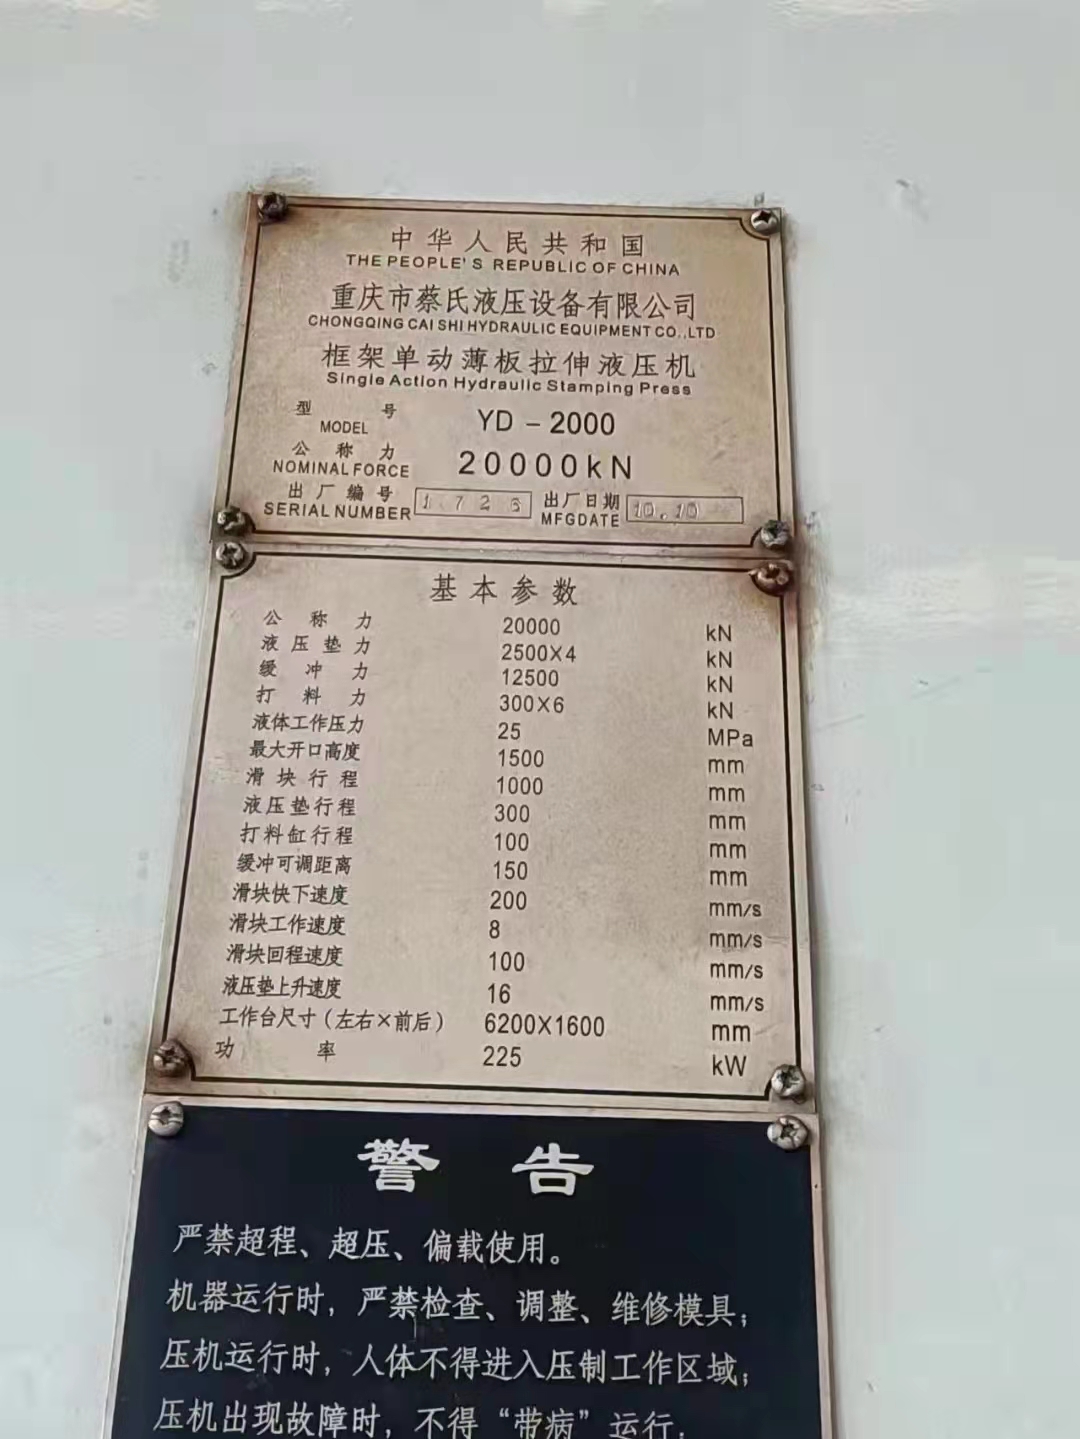 中华人民共和国
THE PEOPLE'S REPUBLIC OF CHINA
重庆市蔡氏液压设备有限公司
CHONGQING CAI SHI HYDRAULIC EQUIPMENT CO.,LTD
框架单动薄板拉伸液压机
Single Action Hydraulic Stamping Press
型号 YD-2000
MODEL
公称力 20000kN
NOMINAL FORCE
出厂编号 出厂日期 10.10
SERIAL NUMBER MFGDATE
基本参数
公称力 20000 kN
液压垫力 2500X4 kN
缓冲力 12500 kN
打料力 300X6 kN
液体工作压力 25 MPa
最大开口高度 1500 mm
滑块行程 1000 mm
液压垫行程 300 mm
打料缸行程 100 mm
缓冲可调距离 150 mm
滑块快下速度 200 mm/s
滑块工作速度 8 mm/s
滑块回程速度 100 mm/s
液压垫上升速度 16 mm/s
工作台尺寸(左右×前后) 6200X1600 mm
功率 225 kW
警告
严禁超程、超压、偏载使用。
机器运行时，严禁检查、调整、维修模具；
压机运行时，人体不得进入压制工作区域；
压机出现故障时，不得“带病”运行；